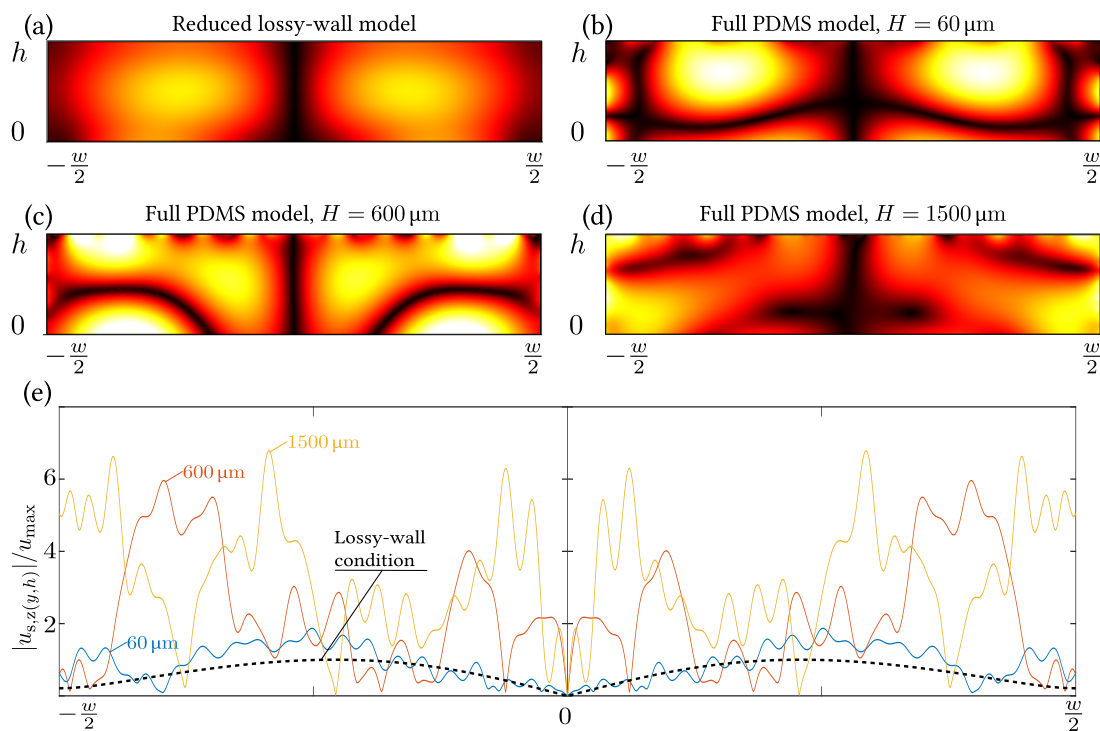 (a) Reduced lossy-wall model
h
0
−w/2 w/2
(b) Full PDMS model, H = 60 μm
h
0
−w/2 w/2
(c) Full PDMS model, H = 600 μm
h
0
−w/2 w/2
(d) Full PDMS model, H = 1500 μm
h
0
−w/2 w/2
(e)
|u_s,z(y,h)|/u_max
6
4
2
1500 μm
600 μm
Lossy-wall
condition
60 μm
−w/2 0 w/2